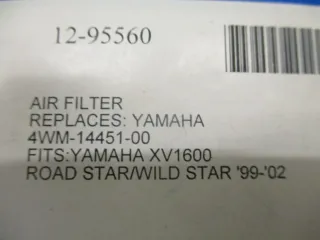 12-95560
AIR FILTER
REPLACES: YAMAHA
4WM-14451-00
FITS:YAMAHA XV1600
ROAD STAR/WILD STAR '99-'02